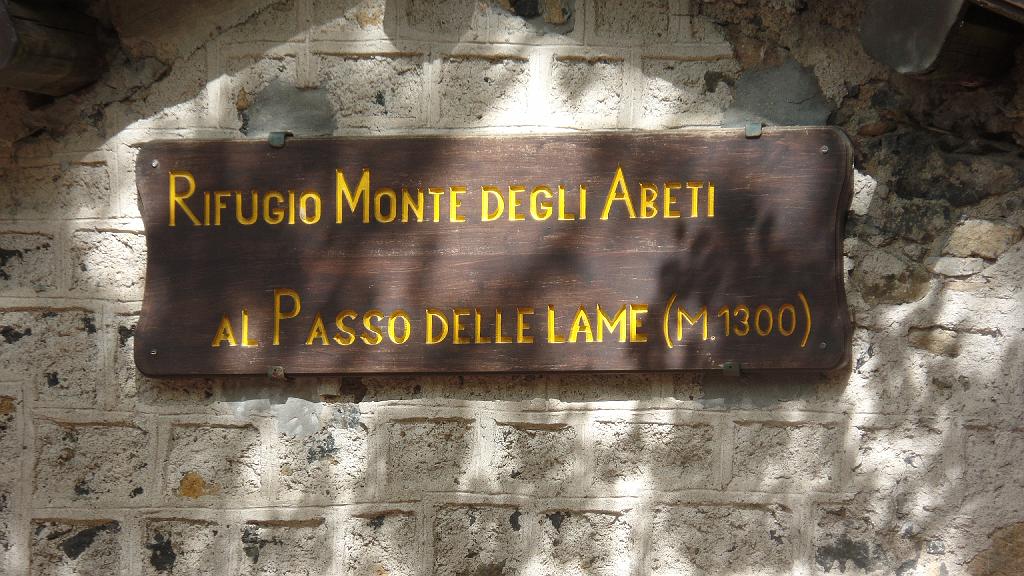 Rifugio Monte degli Abeti
al Passo delle Lame (m.1300)